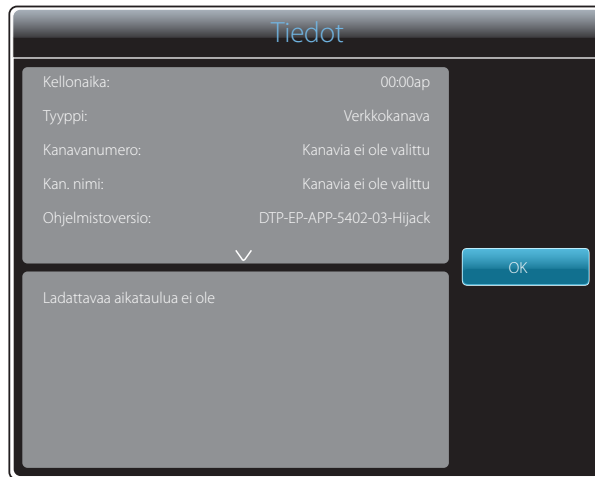 Tiedot
Kellonaika: 00:00ap
Tyyppi: Verkkokanava
Kanavanumero: Kanavia ei ole valittu
Kan. nimi: Kanavia ei ole valittu
Ohjelmistoversio: DTP-EP-APP-5402-03-Hijack
OK
Ladattavaa aikataulua ei ole